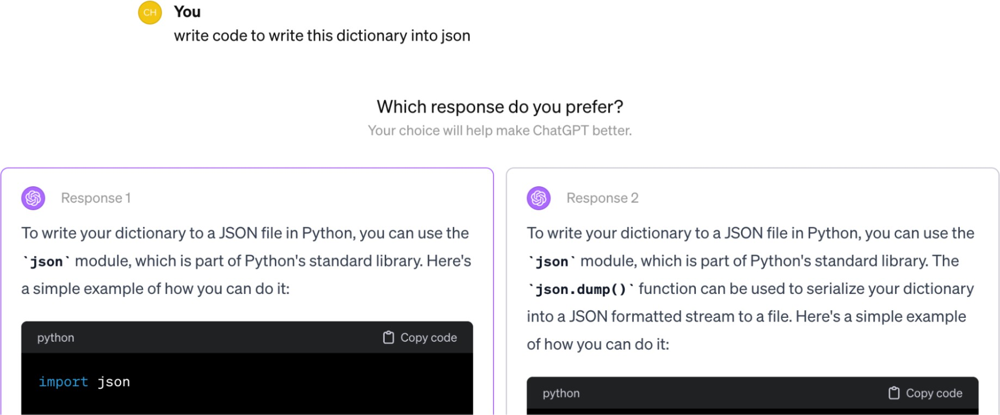 CH
You
write code to write this dictionary into json
Which response do you prefer?
Your choice will help make ChatGPT better.
Response 1
To write your dictionary to a JSON file in Python, you can use the
`json` module, which is part of Python's standard library. Here's
a simple example of how you can do it:
python
Copy code
import json
Response 2
To write your dictionary to a JSON file in Python, you can use the
`json` module, which is part of Python's standard library. The
`json.dump()` function can be used to serialize your dictionary
into a JSON formatted stream to a file. Here's a simple example
of how you can do it:
python
Copy code